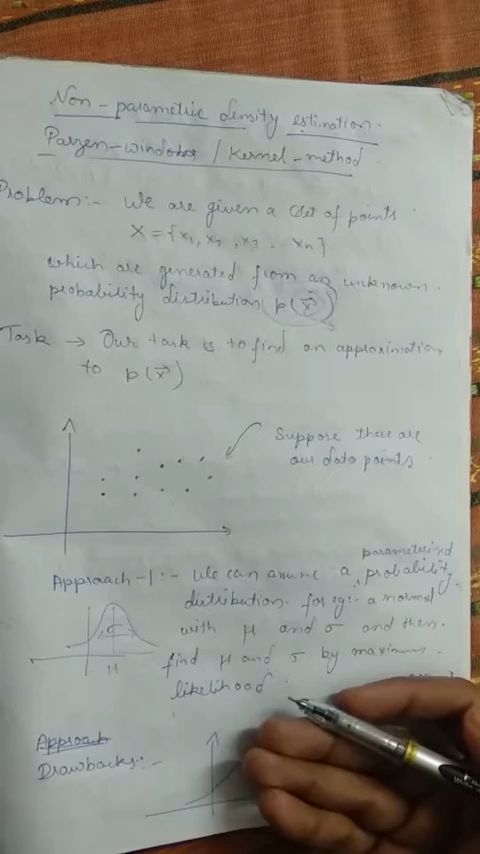 Non-parametric density estimation.
Parzen-window / Kernel-method
Problem:- We are given a set of points.
X = {x1, x2, x3 .. xn}
which are generated from an unknown.
probability distribution p(x⃗)
Task → Our task is to find an approximation
to p(x⃗)
Suppose these are
our data points.
parameterised
Approach-1:- We can assume a probability
distribution. for eg:- a normal
with μ and σ and then.
find μ and σ by maximum.
likelihood.
μ
Approach
Drawbacks:-